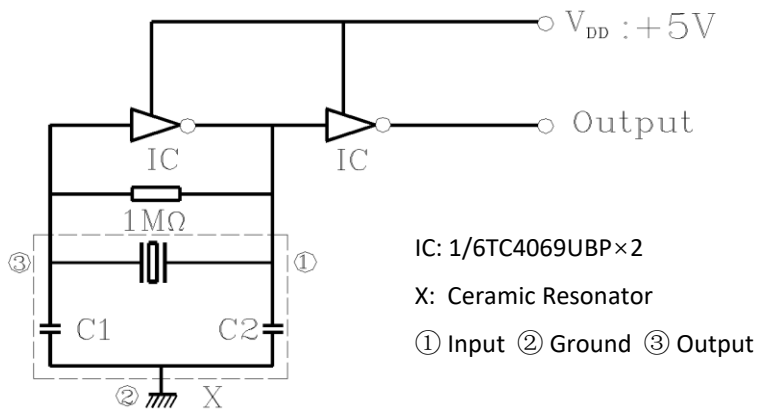 V_DD :+5V
Output
IC
IC
1MΩ
③
①
C1
C2
②
X
IC: 1/6TC4069UBP×2
X: Ceramic Resonator
① Input ② Ground ③ Output